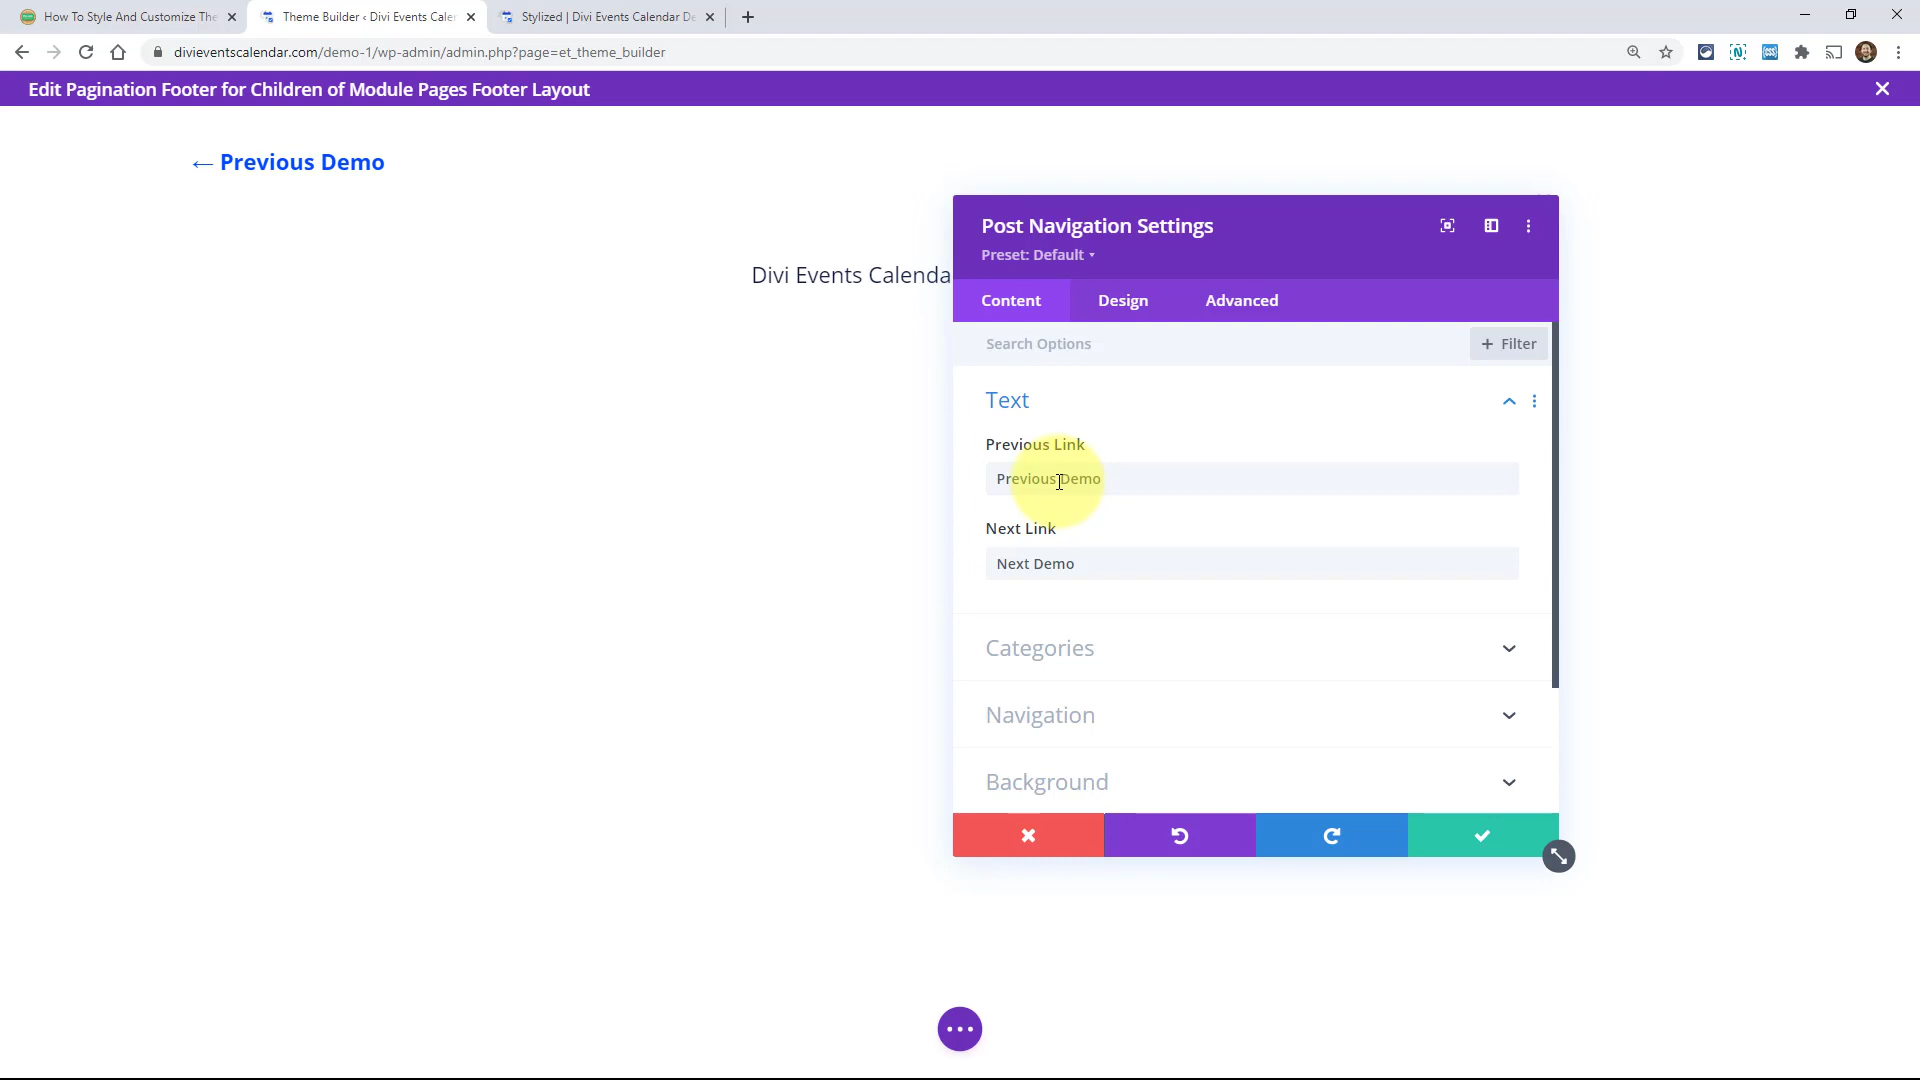 How To Style And Customize The
Theme Builder ‹ Divi Events Caler
Stylized | Divi Events Calendar De
divieventscalendar.com/demo-1/wp-admin/admin.php?page=et_theme_builder
Edit Pagination Footer for Children of Module Pages Footer Layout
← Previous Demo
Divi Events Calenda
Post Navigation Settings
Preset: Default
Content
Design
Advanced
Search Options
+ Filter
Text
Previous Link
Previous Demo
Next Link
Next Demo
Categories
Navigation
Background